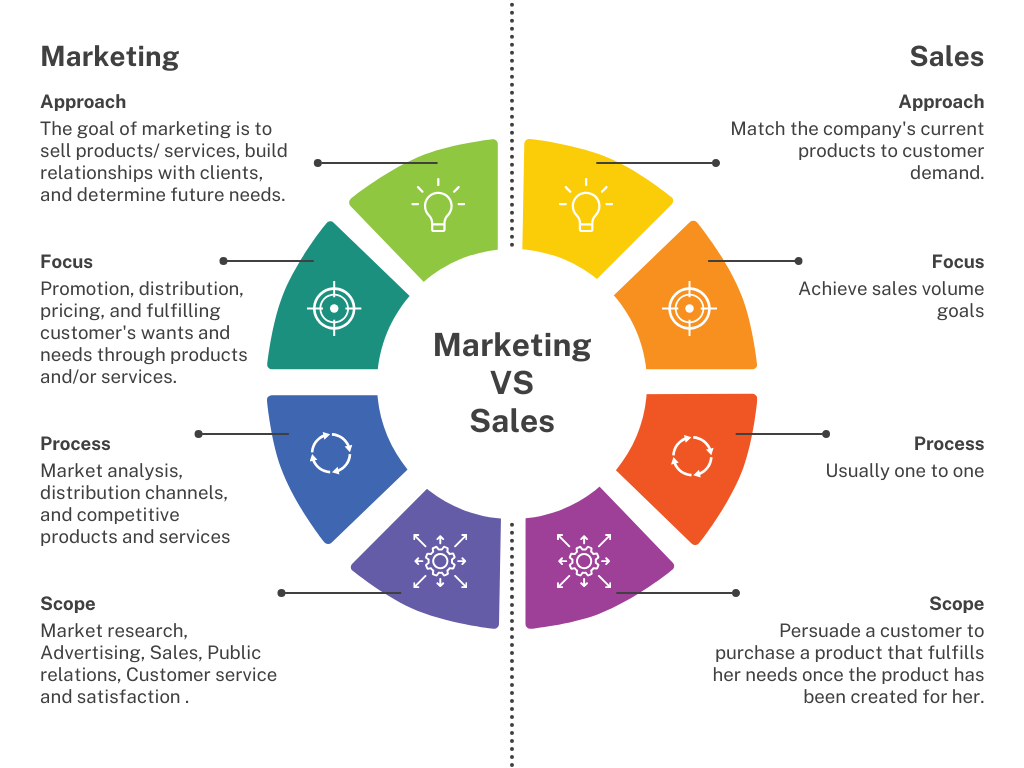 Marketing
Approach
The goal of marketing is to
sell products/ services, build
relationships with clients,
and determine future needs.
Focus
Promotion, distribution,
pricing, and fulfilling
customer's wants and
needs through products
and/or services.
Process
Market analysis,
distribution channels,
and competitive
products and services
Scope
Market research,
Advertising, Sales, Public
relations, Customer service
and satisfaction .
Marketing
VS
Sales
Sales
Approach
Match the company's current
products to customer
demand.
Focus
Achieve sales volume
goals
Process
Usually one to one
Scope
Persuade a customer to
purchase a product that fulfills
her needs once the product has
been created for her.